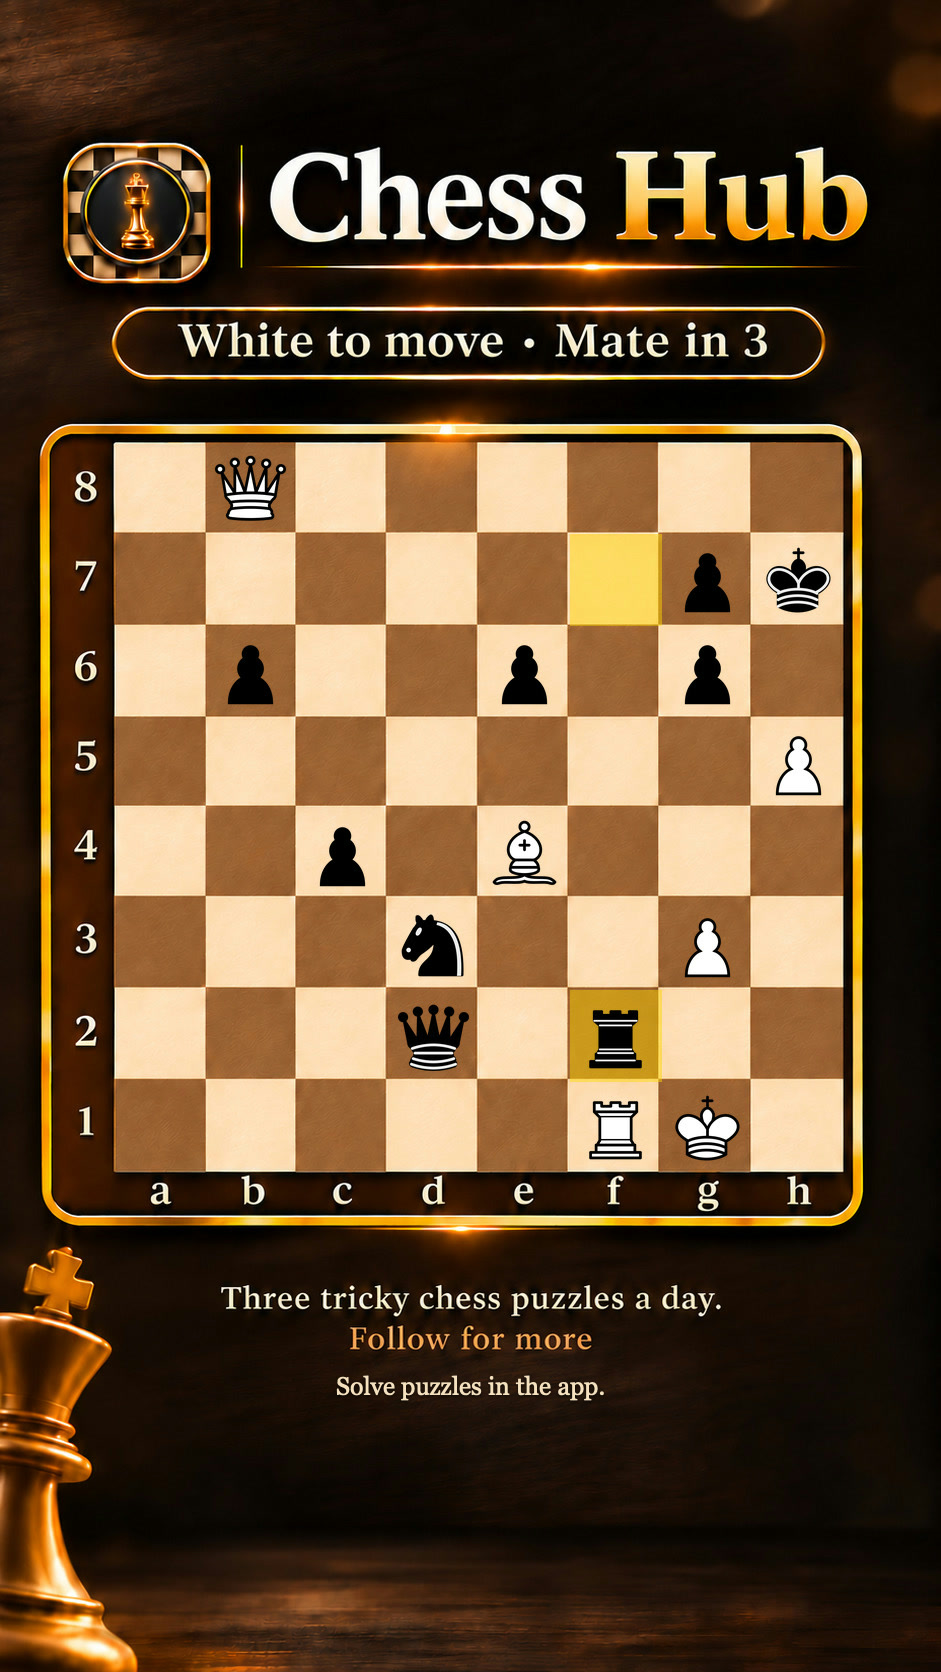 Chess Hub
White to move • Mate in 3
8
7
6
5
4
3
2
1
a b c d e f g h
Three tricky chess puzzles a day.
Follow for more
Solve puzzles in the app.